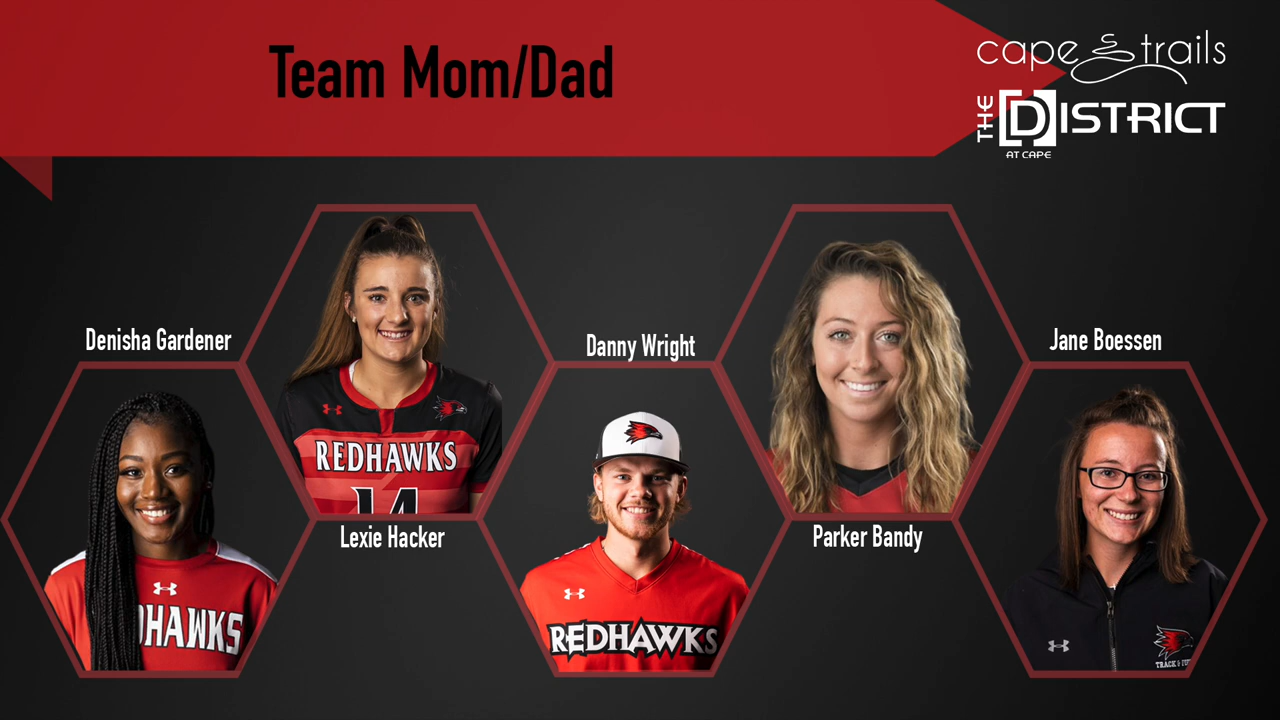 Team Mom/Dad
cape trails
THE DISTRICT
AT CAPE
Denisha Gardener
Danny Wright
Jane Boessen
REDHAWKS
14
Lexie Hacker
Parker Bandy
DHAWKS
REDHAWKS
TRACK &